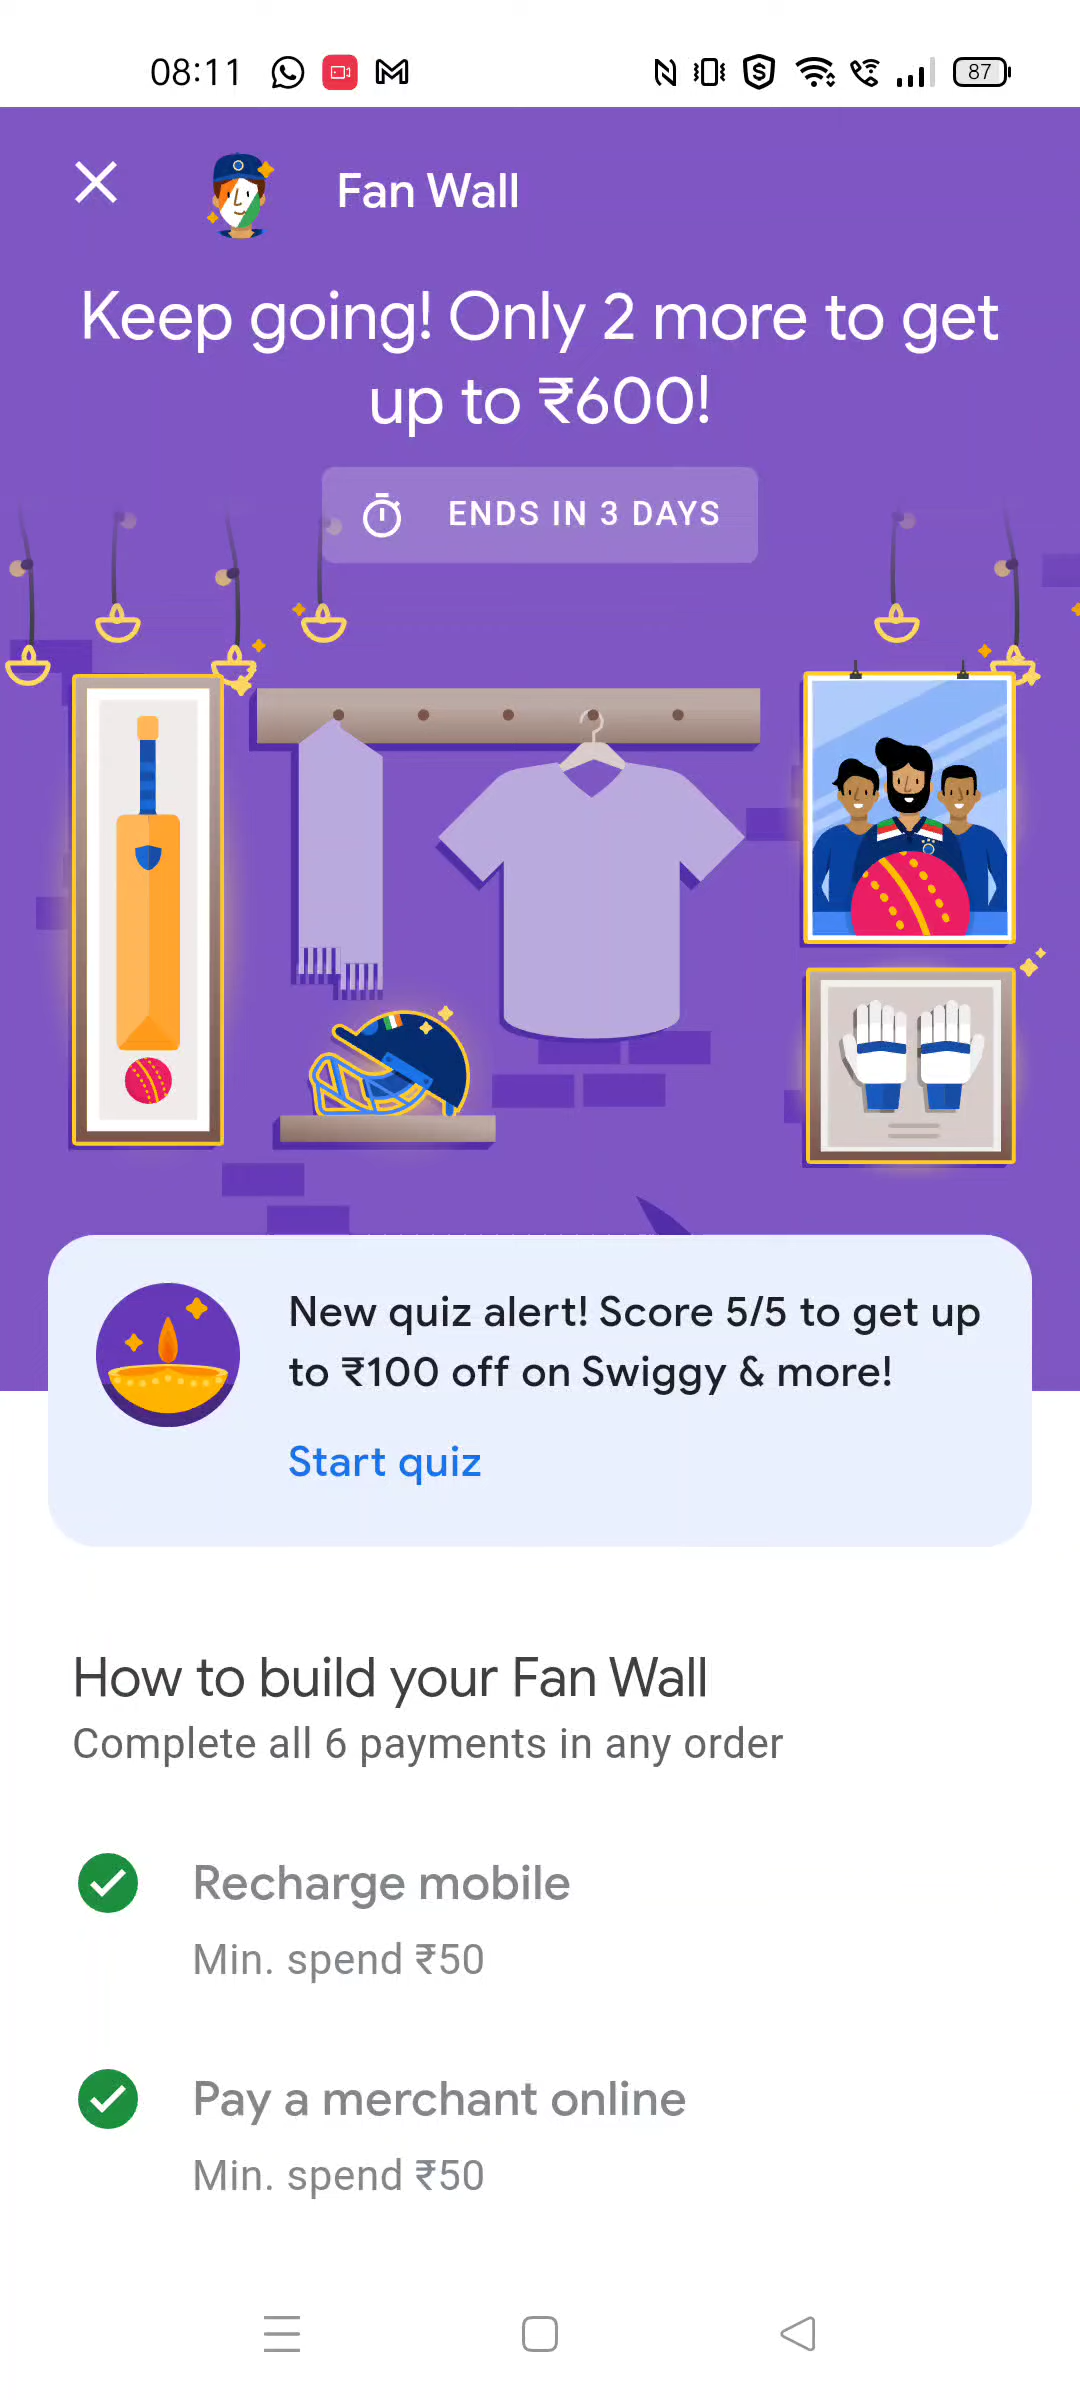 08:11
87
Fan Wall
Keep going! Only 2 more to get
up to ₹600!
ENDS IN 3 DAYS
New quiz alert! Score 5/5 to get up
to ₹100 off on Swiggy & more!
Start quiz
How to build your Fan Wall
Complete all 6 payments in any order
Recharge mobile
Min. spend ₹50
Pay a merchant online
Min. spend ₹50